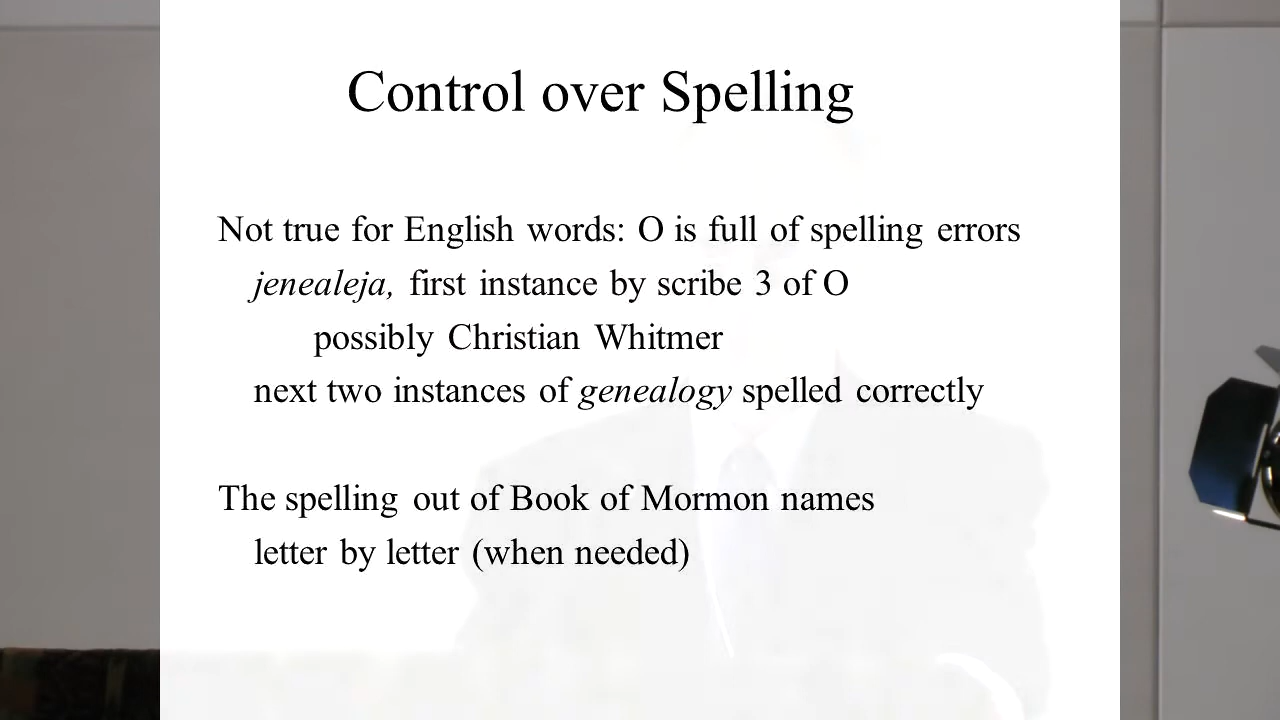 Control over Spelling
Not true for English words: O is full of spelling errors
jenealeja, first instance by scribe 3 of O
possibly Christian Whitmer
next two instances of genealogy spelled correctly
The spelling out of Book of Mormon names
letter by letter (when needed)